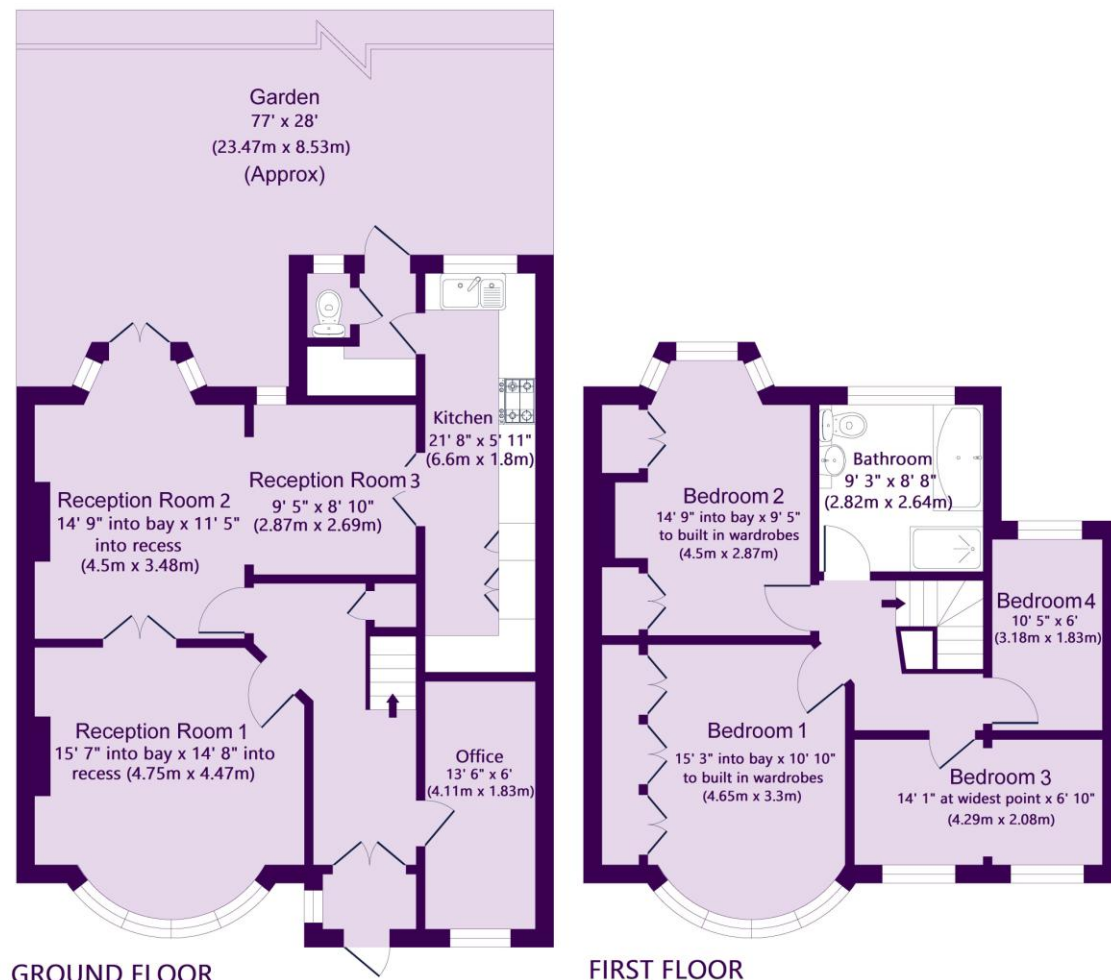 Garden
77' x 28'
(23.47m x 8.53m)
(Approx)
Kitchen
21' 8" x 5' 11"
(6.6m x 1.8m)
Reception Room 3
9' 5" x 8' 10"
(2.87m x 2.69m)
Reception Room 2
14' 9" into bay x 11' 5"
into recess
(4.5m x 3.48m)
Reception Room 1
15' 7" into bay x 14' 8" into
recess (4.75m x 4.47m)
Office
13' 6" x 6'
(4.11m x 1.83m)
GROUND FLOOR
Bathroom
9' 3" x 8' 8"
(2.82m x 2.64m)
Bedroom 2
14' 9" into bay x 9' 5"
to built in wardrobes
(4.5m x 2.87m)
Bedroom 4
10' 5" x 6'
(3.18m x 1.83m)
Bedroom 1
15' 3" into bay x 10' 10"
to built in wardrobes
(4.65m x 3.3m)
Bedroom 3
14' 1" at widest point x 6' 10"
(4.29m x 2.08m)
FIRST FLOOR